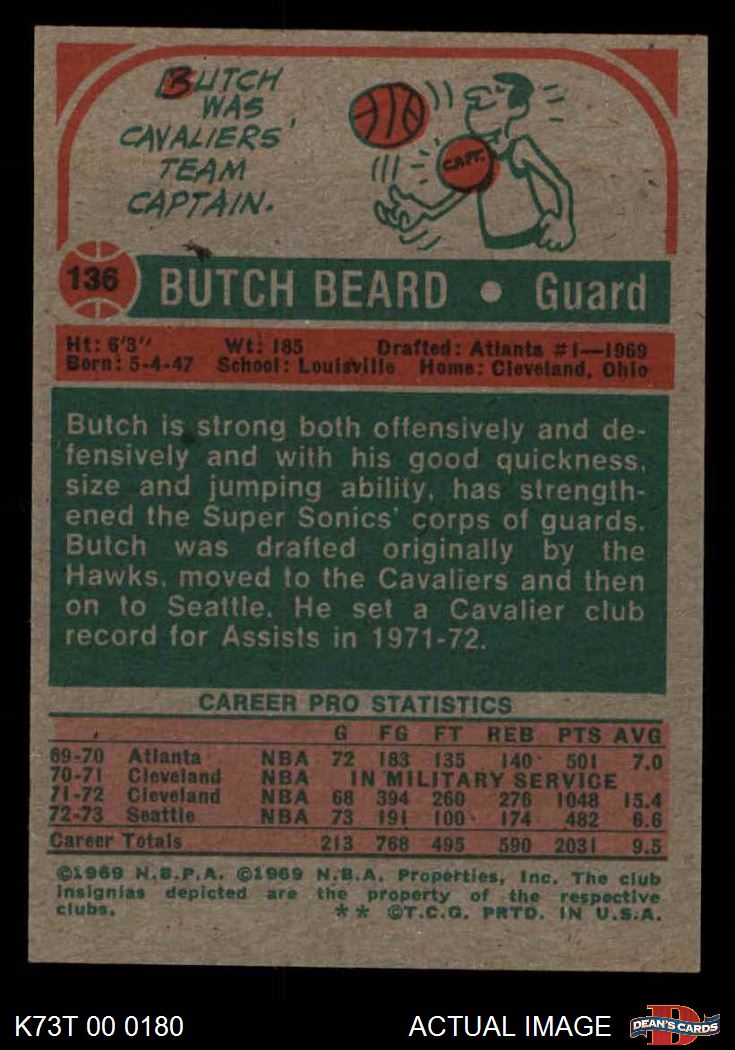 BUTCH
WAS
CAVALIERS'
TEAM
CAPTAIN.
CAPT.
136 BUTCH BEARD • Guard
Ht: 6'3" Wt: 185 Drafted: Atlanta #1—1969
Born: 5-4-47 School: Louisville Home: Cleveland, Ohio
Butch is strong both offensively and de-
fensively and with his good quickness,
size and jumping ability, has strength-
ened the Super Sonics' corps of guards.
Butch was drafted originally by the
Hawks, moved to the Cavaliers and then
on to Seattle. He set a Cavalier club
record for Assists in 1971-72.
CAREER PRO STATISTICS
G FG FT REB PTS AVG
69-70 Atlanta NBA 72 183 135 140 501 7.0
70-71 Cleveland NBA IN MILITARY SERVICE
71-72 Cleveland NBA 68 394 260 276 1048 15.4
72-73 Seattle NBA 73 191 100 174 482 6.6
Career Totals 213 768 495 590 2031 9.5
©1969 N.B.P.A. ©1969 N.B.A. Properties, Inc. The club
insignias depicted are the property of the respective
clubs. ** ©T.C.G. PRTD. IN U.S.A.
K73T 00 0180 ACTUAL IMAGE DEAN'S CARDS